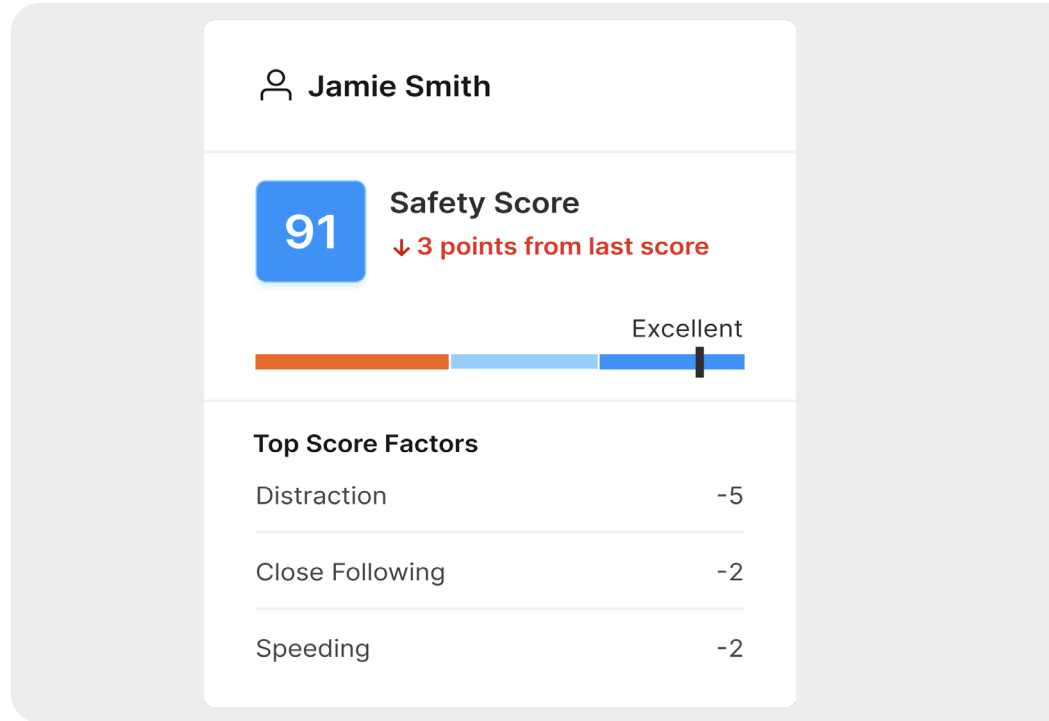 Jamie Smith
91
Safety Score
↓ 3 points from last score
Excellent
Top Score Factors
Distraction -5
Close Following -2
Speeding -2